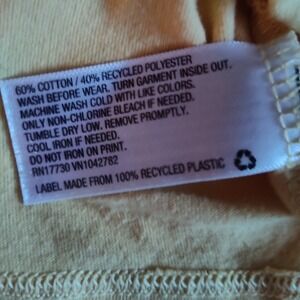 60% COTTON / 40% RECYCLED POLYESTER
WASH BEFORE WEAR. TURN GARMENT INSIDE OUT.
MACHINE WASH COLD WITH LIKE COLORS.
ONLY NON-CHLORINE BLEACH IF NEEDED.
TUMBLE DRY LOW. REMOVE PROMPTLY.
COOL IRON IF NEEDED.
DO NOT IRON ON PRINT.
RN17730 VN1042762
LABEL MADE FROM 100% RECYCLED PLASTIC